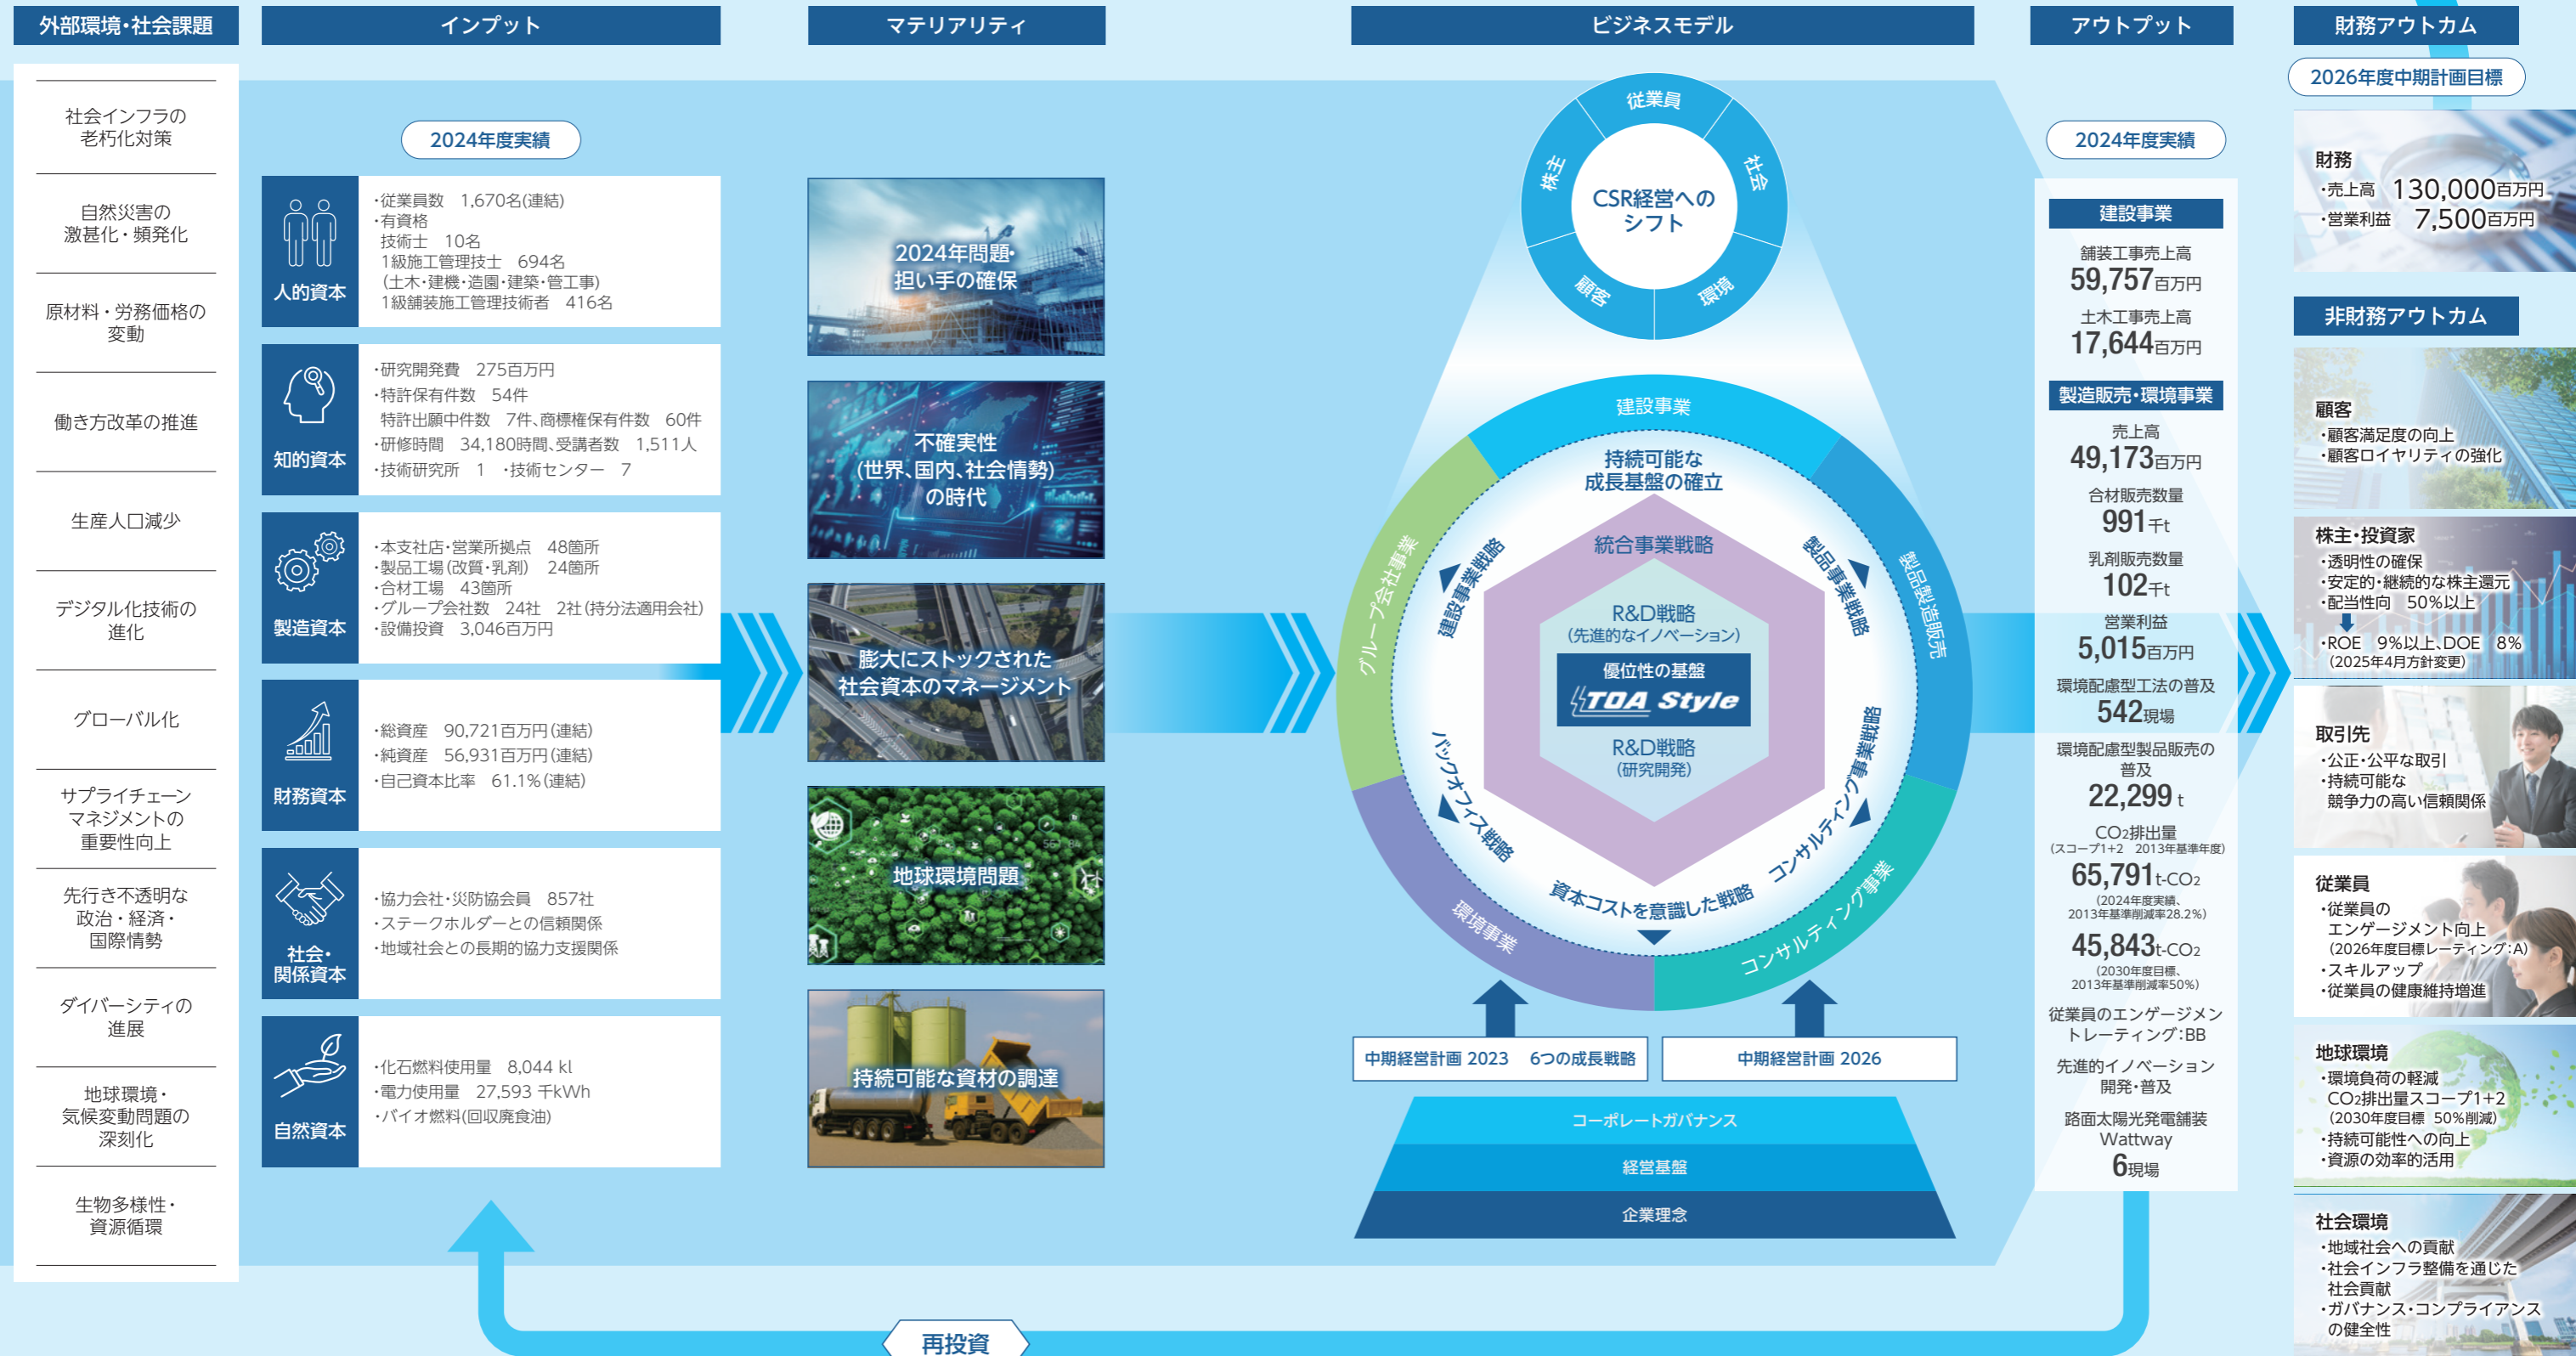 外部環境・社会課題
社会インフラの
老朽化対策
自然災害の
激甚化・頻発化
原材料・労務価格の
変動
働き方改革の推進
生産人口減少
デジタル化技術の
進化
グローバル化
サプライチェーン
マネジメントの
重要性向上
先行き不透明な
政治・経済・
国際情勢
ダイバーシティの
進展
地球環境・
気候変動問題の
深刻化
生物多様性・
資源循環
インプット
2024年度実績
人的資本
・従業員数　1,670名(連結)
・有資格
技術士　10名
1級施工管理技士　694名
(土木・建機・造園・建築・管工事)
1級舗装施工管理技術者　416名
知的資本
・研究開発費　275百万円
・特許保有件数　54件
特許出願中件数　7件、商標権保有件数　60件
・研修時間　34,180時間、受講者数　1,511人
・技術研究所　1　・技術センター　7
製造資本
・本支社店・営業所拠点　48箇所
・製品工場(改質・乳剤)　24箇所
・合材工場　43箇所
・グループ会社数　24社　2社(持分法適用会社)
・設備投資　3,046百万円
財務資本
・総資産　90,721百万円(連結)
・純資産　56,931百万円(連結)
・自己資本比率　61.1%(連結)
社会・
関係資本
・協力会社・災防協会員　857社
・ステークホルダーとの信頼関係
・地域社会との長期的協力支援関係
自然資本
・化石燃料使用量　8,044 kl
・電力使用量　27,593 千kWh
・バイオ燃料(回収廃食油)
マテリアリティ
2024年問題・
担い手の確保
不確実性
(世界、国内、社会情勢)
の時代
膨大にストックされた
社会資本のマネージメント
地球環境問題
持続可能な資材の調達
ビジネスモデル
従業員
株主
社会
CSR経営への
シフト
顧客
環境
建設事業
グループ会社事業
製品製造販売
環境事業
コンサルティング事業
持続可能な
成長基盤の確立
建設事業戦略
製品事業戦略
バックオフィス戦略
コンサルティング事業戦略
資本コストを意識した戦略
統合事業戦略
R&D戦略
(先進的なイノベーション)
優位性の基盤
TOA Style
R&D戦略
(研究開発)
中期経営計画 2023　6つの成長戦略
中期経営計画 2026
コーポレートガバナンス
経営基盤
企業理念
アウトプット
2024年度実績
建設事業
舗装工事売上高
59,757百万円
土木工事売上高
17,644百万円
製造販売・環境事業
売上高
49,173百万円
合材販売数量
991千t
乳剤販売数量
102千t
営業利益
5,015百万円
環境配慮型工法の普及
542現場
環境配慮型製品販売の
普及
22,299 t
CO2排出量
(スコープ1+2　2013年基準年度)
65,791t-CO2
(2024年度実績、
2013年基準削減率28.2%)
45,843t-CO2
(2030年度目標、
2013年基準削減率50%)
従業員のエンゲージメン
トレーティング：BB
先進的イノベーション
開発・普及
路面太陽光発電舗装
Wattway
6現場
財務アウトカム
2026年度中期計画目標
財務
・売上高　130,000百万円
・営業利益　7,500百万円
非財務アウトカム
顧客
・顧客満足度の向上
・顧客ロイヤリティの強化
株主・投資家
・透明性の確保
・安定的・継続的な株主還元
・配当性向　50%以上
・ROE　9%以上、DOE　8%
(2025年4月方針変更)
取引先
・公正・公平な取引
・持続可能な
競争力の高い信頼関係
従業員
・従業員の
エンゲージメント向上
(2026年度目標レーティング：A)
・スキルアップ
・従業員の健康維持増進
地球環境
・環境負荷の軽減
CO2排出量スコープ1+2
(2030年度目標 50%削減)
・持続可能性への向上
・資源の効率的活用
社会環境
・地域社会への貢献
・社会インフラ整備を通じた
社会貢献
・ガバナンス・コンプライアンス
の健全性
再投資